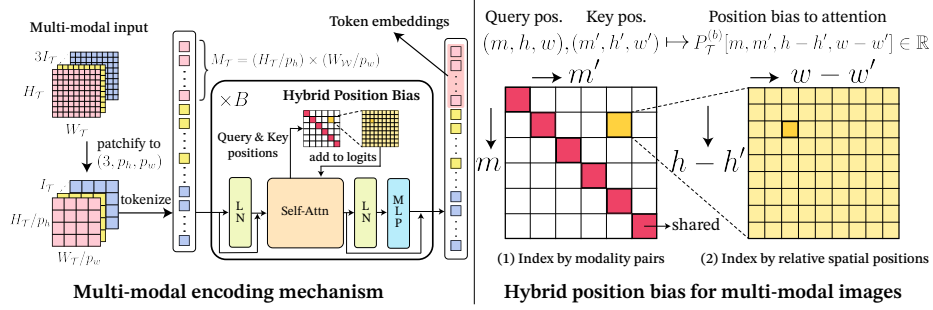 Multi-modal input
3I_𝒯
H_𝒯
W_𝒯
patchify to
(3, p_h, p_w)
I_𝒯
H_𝒯/p_h
W_𝒯/p_w
tokenize
M_𝒯 = (H_𝒯/p_h) × (W_𝒲/p_w)
Token embeddings
×B
Hybrid Position Bias
Query & Key
positions
add to logits
LN
Self-Attn
LN
MLP
Multi-modal encoding mechanism
Query pos. Key pos. Position bias to attention
(m, h, w), (m′, h′, w′) ⟼ P_𝒯^(b)[m, m′, h − h′, w − w′] ∈ ℝ
m′
m
shared
(1) Index by modality pairs
w − w′
h − h′
(2) Index by relative spatial positions
Hybrid position bias for multi-modal images